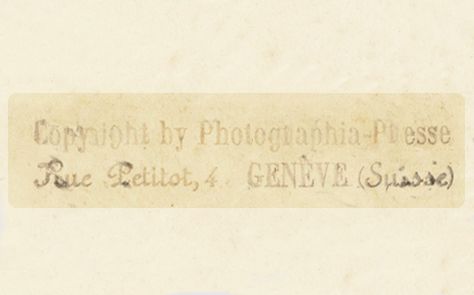 Copyright by Photographia-Presse
Rue Petitot, 4 GENÈVE (Suisse)